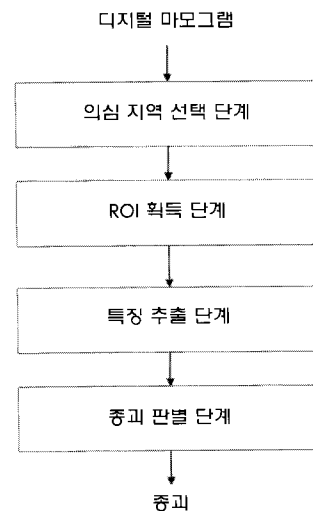 디지털 마모그램
의심 지역 선택 단계
ROI 획득 단계
특징 추출 단계
종괴 판별 단계
종괴